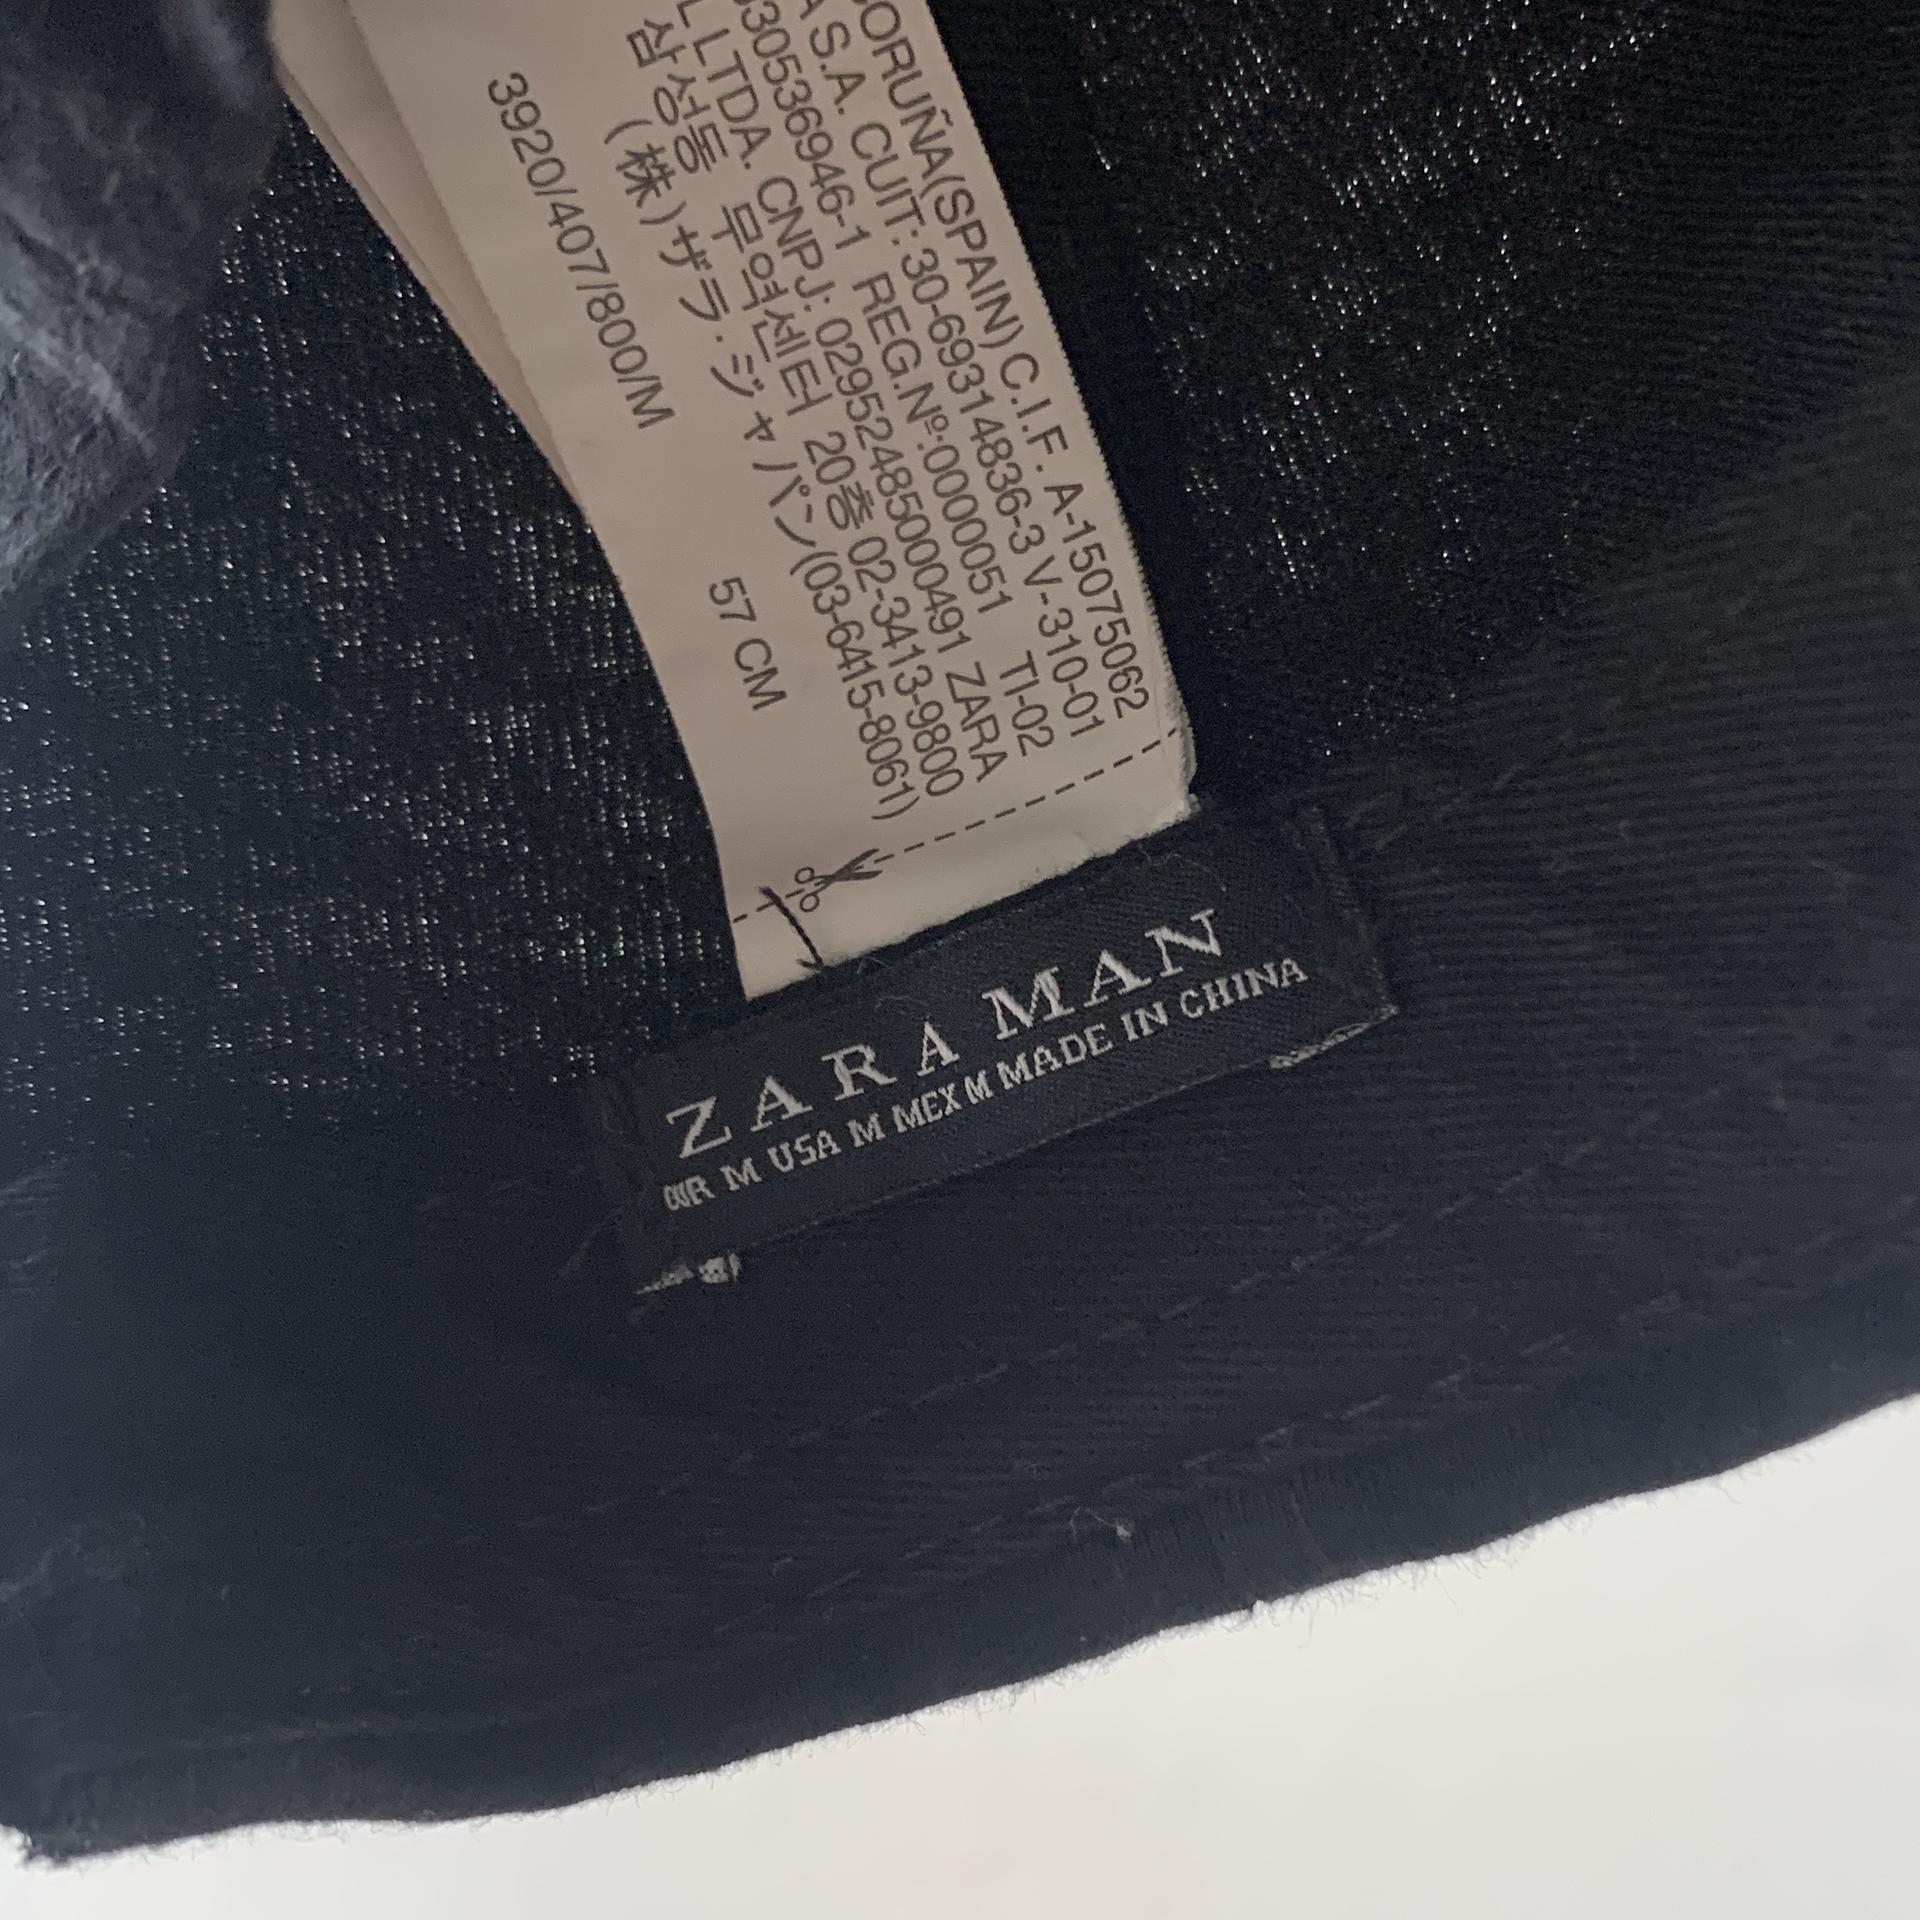 CORUÑA(SPAIN) C.I.F. A-15075062
A S.A. CUIT: 30-69314836-3 V-310-01
330536946-1 REG.Nº:0000051 TI-02
L LTDA. CNPJ: 02952485000491 ZARA
삼성동 무역센터 20층 02-3413-9800
(株)ザラ・ジャパン(03-6415-8061)
3920/407/800/M 57 CM
ZARA MAN
EUR M USA M MEX M MADE IN CHINA